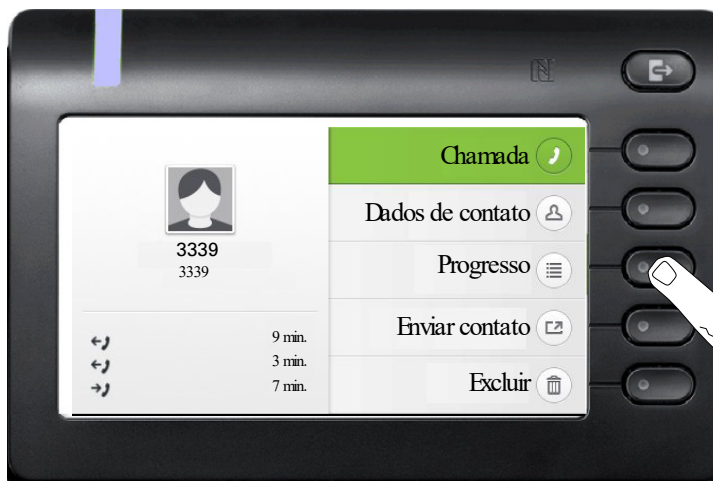 Chamada
Dados de contato
3339
3339
Progresso
Enviar contato
9 min.
3 min.
7 min.
Excluir